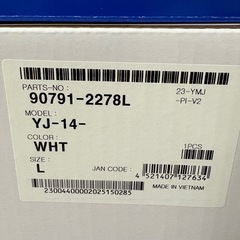 PARTS-NO:
90791-2278L
23-YMJ
-PI-V2
MODEL:
YJ-14-
COLOR:
WHT
1PCS
SIZE:
L
JAN CODE:
4 521407 127634
23004400002025150285
MADE IN VIETNAM